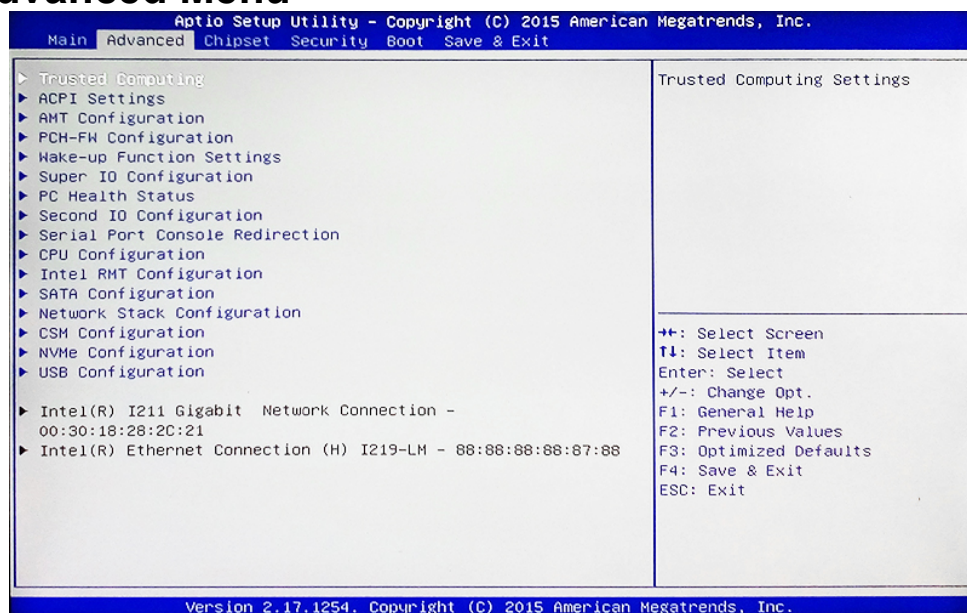 Advanced Menu
Aptio Setup Utility – Copyright (C) 2015 American Megatrends, Inc.
Main Advanced Chipset Security Boot Save & Exit
▶ Trusted Computing
▶ ACPI Settings
▶ AMT Configuration
▶ PCH-FW Configuration
▶ Wake-up Function Settings
▶ Super IO Configuration
▶ PC Health Status
▶ Second IO Configuration
▶ Serial Port Console Redirection
▶ CPU Configuration
▶ Intel RMT Configuration
▶ SATA Configuration
▶ Network Stack Configuration
▶ CSM Configuration
▶ NVMe Configuration
▶ USB Configuration
▶ Intel(R) I211 Gigabit Network Connection –
00:30:18:28:2C:21
▶ Intel(R) Ethernet Connection (H) I219-LM – 88:88:88:88:87:88
Trusted Computing Settings
→←: Select Screen
↑↓: Select Item
Enter: Select
+/-: Change Opt.
F1: General Help
F2: Previous Values
F3: Optimized Defaults
F4: Save & Exit
ESC: Exit
Version 2.17.1254. Copyright (C) 2015 American Megatrends, Inc.